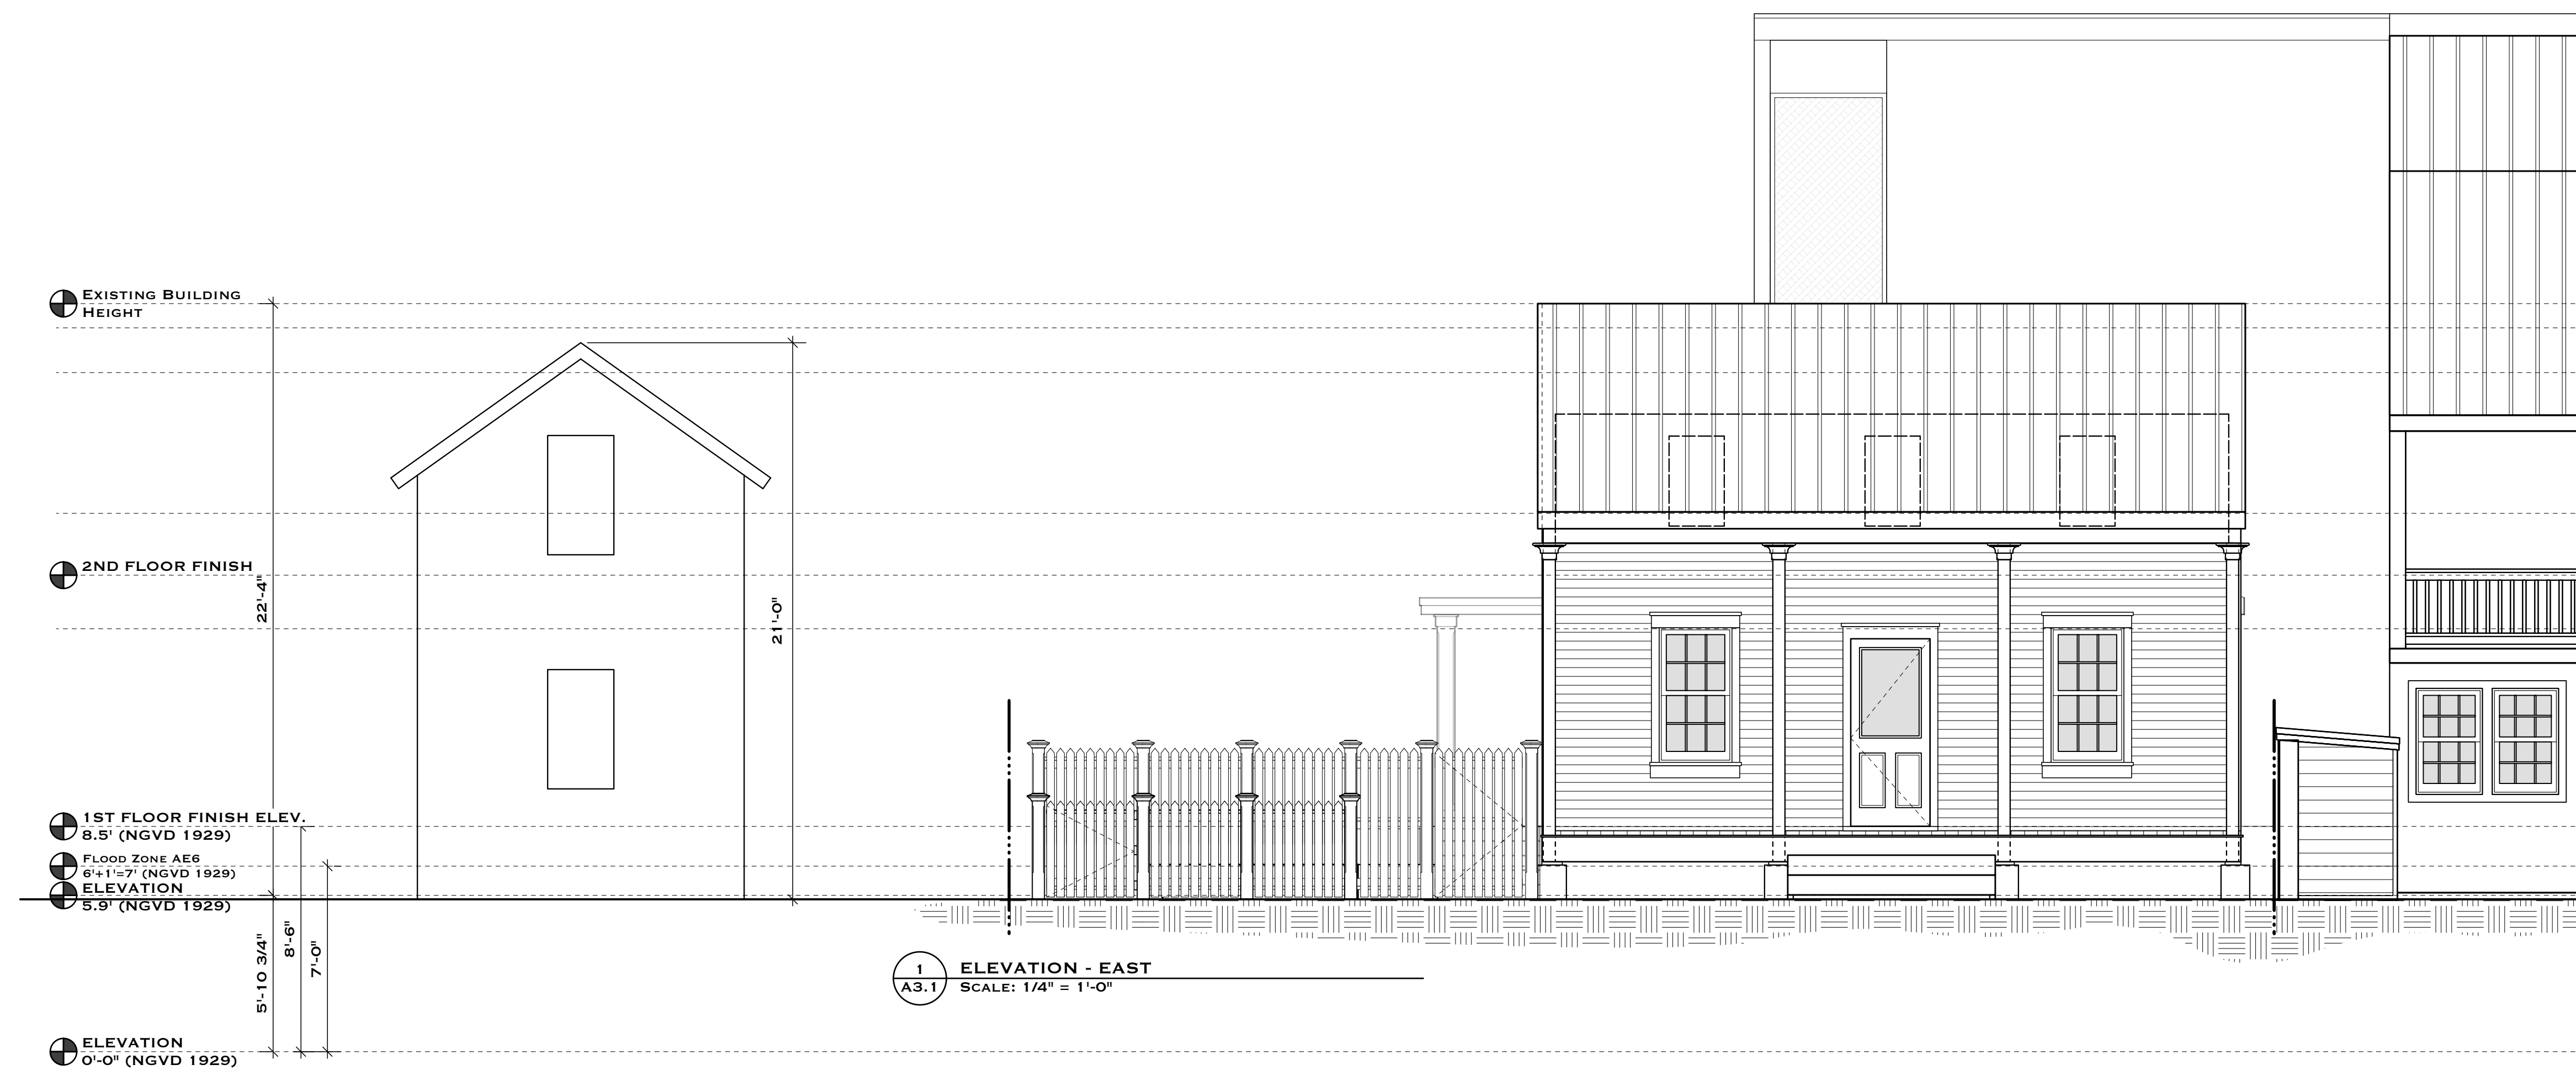 Existing Building
Height
2ND FLOOR FINISH
22'-4"
21'-0"
1ST FLOOR FINISH ELEV.
8.5' (NGVD 1929)
Flood Zone AE6
6'+1'=7' (NGVD 1929)
ELEVATION
5.9' (NGVD 1929)
5'-10 3/4"
8'-6"
7'-0"
1
A3.1
ELEVATION - EAST
Scale: 1/4" = 1'-0"
ELEVATION
0'-0" (NGVD 1929)